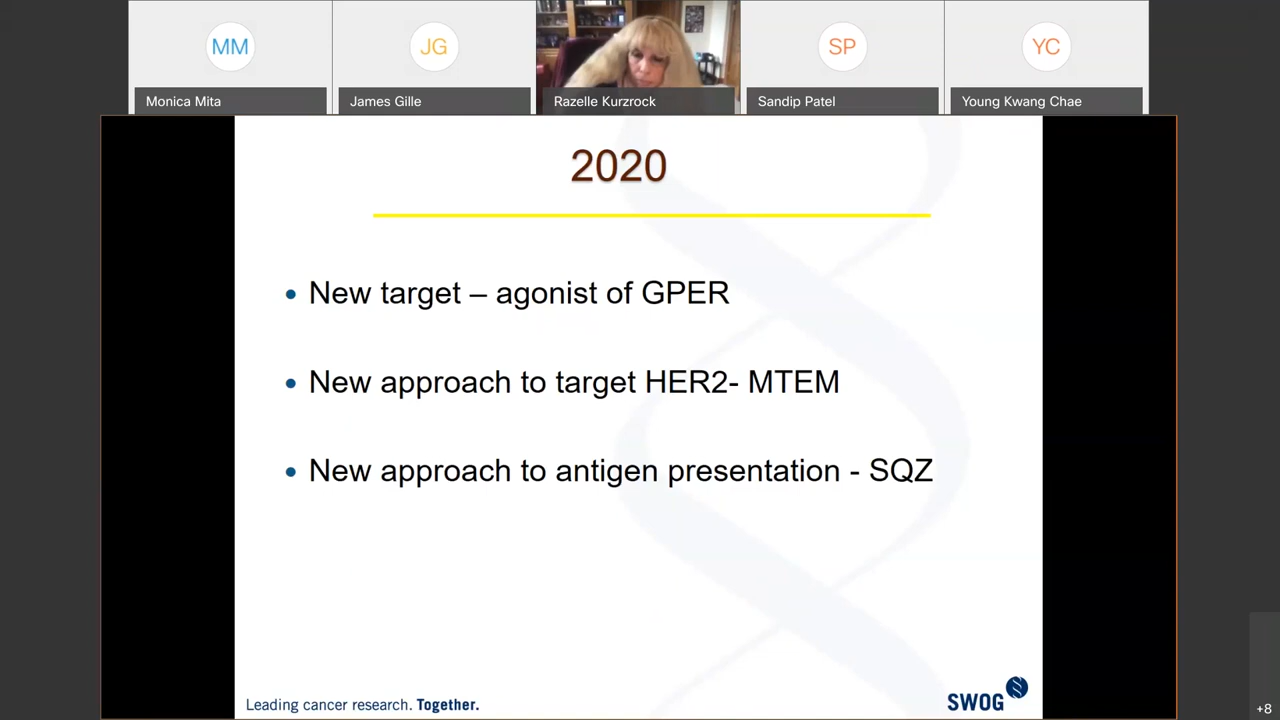 MM
JG
SP
YC
Monica Mita
James Gille
Razelle Kurzrock
Sandip Patel
Young Kwang Chae
2020
• New target – agonist of GPER
• New approach to target HER2- MTEM
• New approach to antigen presentation - SQZ
Leading cancer research. Together.
SWOG
+8